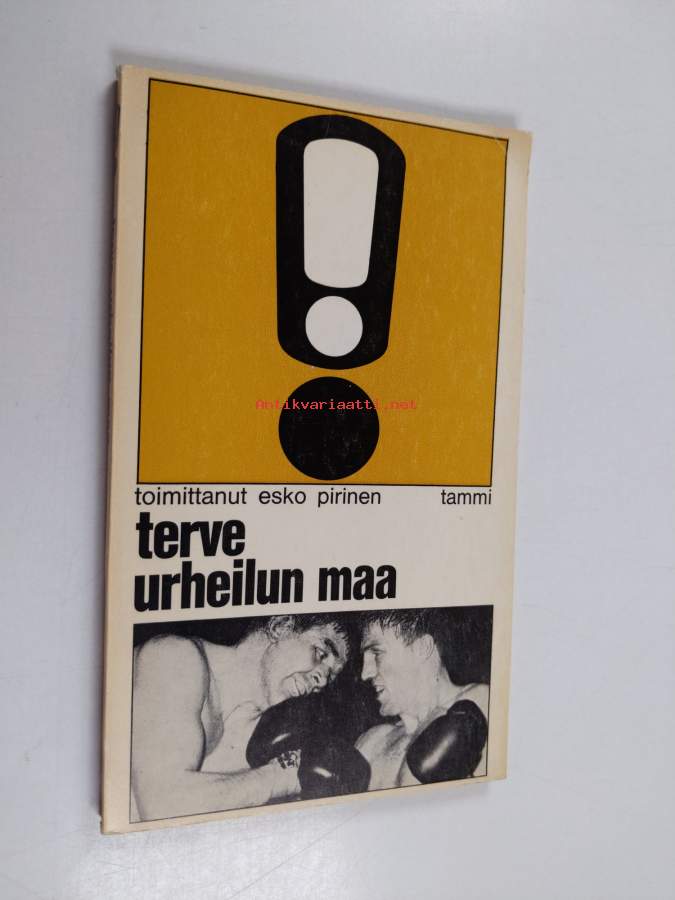 Antikvariaatti.net
toimittanut esko pirinen tammi
terve
urheilun maa